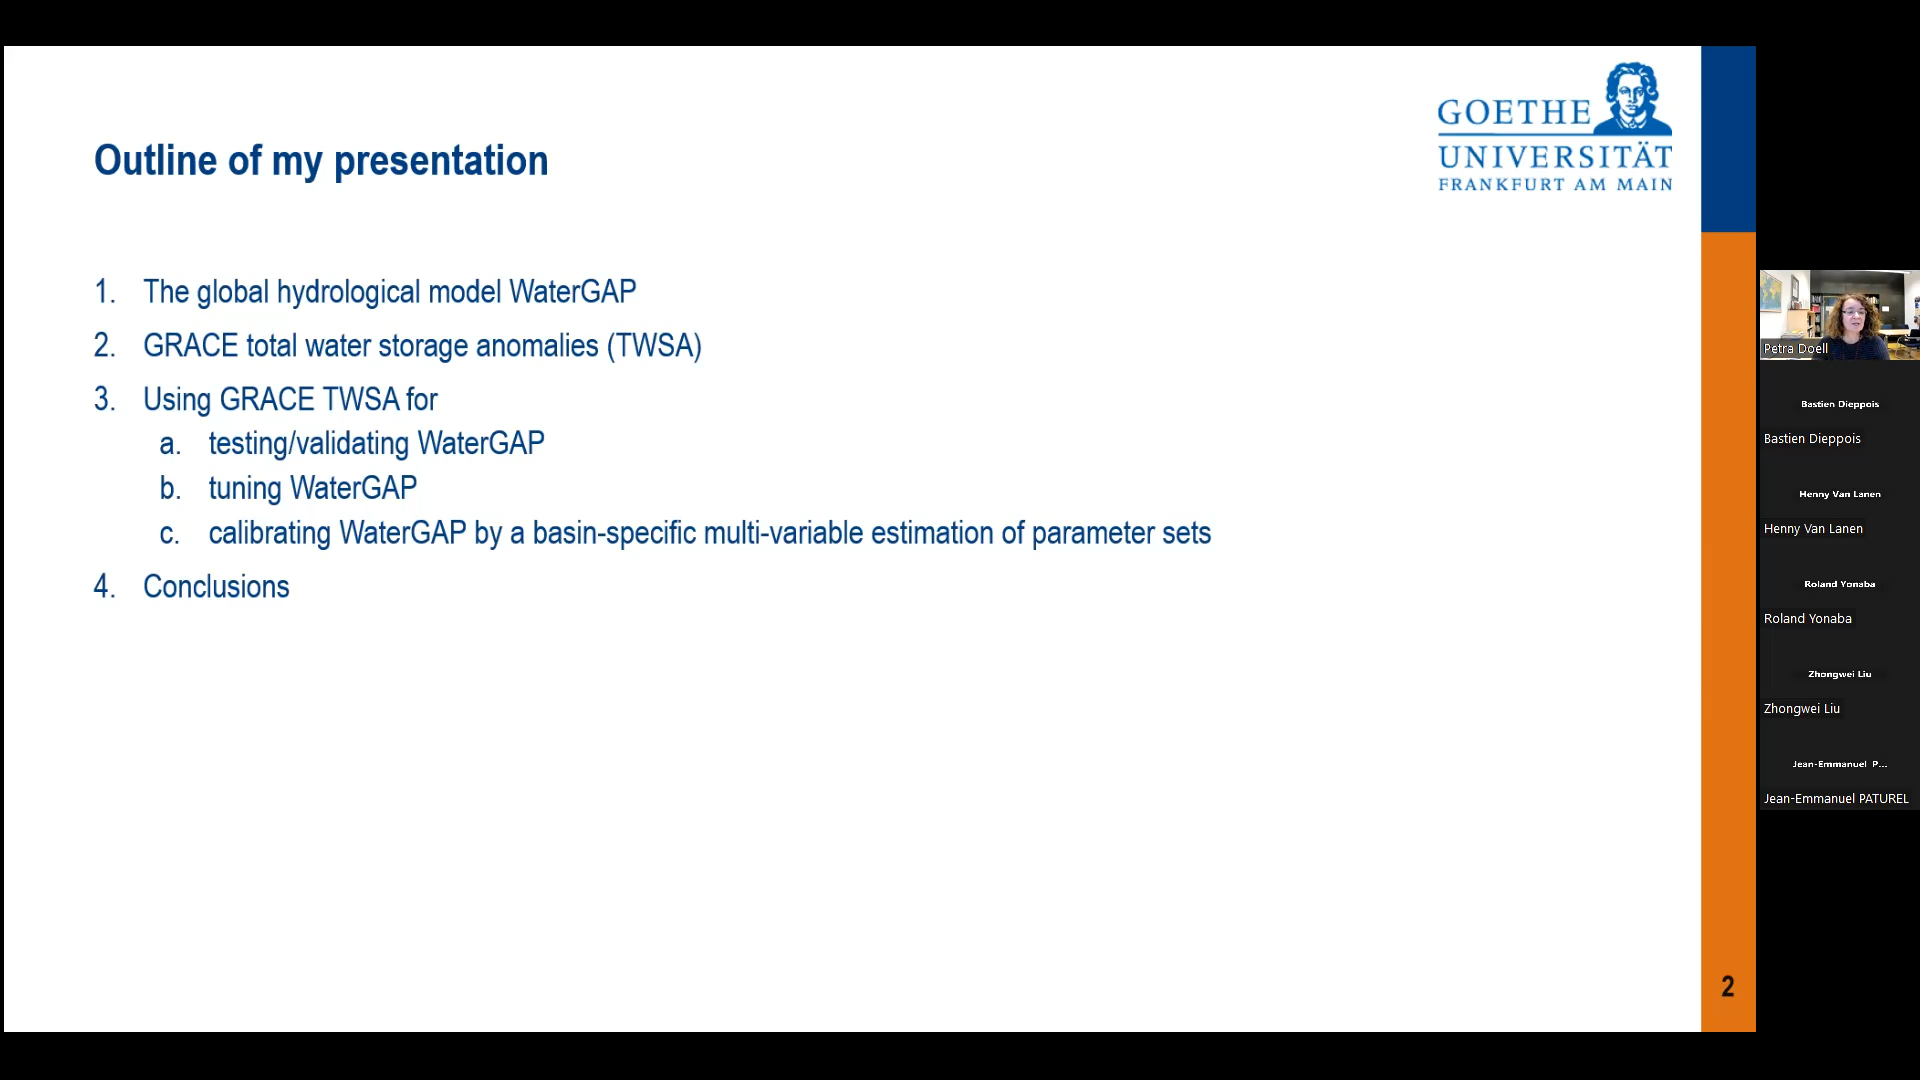 GOETHE
UNIVERSITÄT
FRANKFURT AM MAIN
Outline of my presentation
1. The global hydrological model WaterGAP
2. GRACE total water storage anomalies (TWSA)
3. Using GRACE TWSA for
a. testing/validating WaterGAP
b. tuning WaterGAP
c. calibrating WaterGAP by a basin-specific multi-variable estimation of parameter sets
4. Conclusions
2
Petra Doell
Bastien Dieppois
Bastien Dieppois
Henny Van Lanen
Henny Van Lanen
Roland Yonaba
Roland Yonaba
Zhongwei Liu
Zhongwei Liu
Jean-Emmanuel P...
Jean-Emmanuel PATUREL